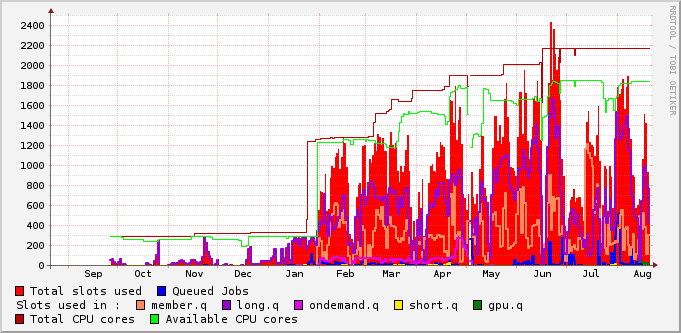 2400
2200
2000
1800
1600
1400
1200
1000
800
600
400
200
0
Sep Oct Nov Dec Jan Feb Mar Apr May Jun Jul Aug
RRDTOOL / TOBI OETIKER
Total slots used Queued Jobs
Slots used in : member.q long.q ondemand.q short.q gpu.q
Total CPU cores Available CPU cores